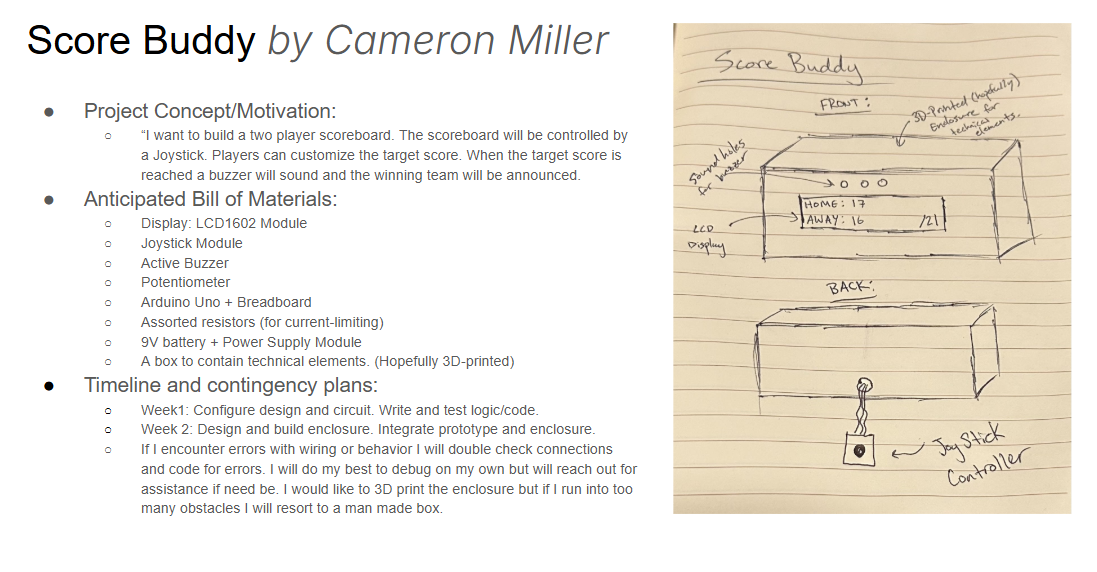 Score Buddy by Cameron Miller
● Project Concept/Motivation:
○ “I want to build a two player scoreboard. The scoreboard will be controlled by
a Joystick. Players can customize the target score. When the target score is
reached a buzzer will sound and the winning team will be announced.
● Anticipated Bill of Materials:
○ Display: LCD1602 Module
○ Joystick Module
○ Active Buzzer
○ Potentiometer
○ Arduino Uno + Breadboard
○ Assorted resistors (for current-limiting)
○ 9V battery + Power Supply Module
○ A box to contain technical elements. (Hopefully 3D-printed)
● Timeline and contingency plans:
○ Week1: Configure design and circuit. Write and test logic/code.
○ Week 2: Design and build enclosure. Integrate prototype and enclosure.
○ If I encounter errors with wiring or behavior I will double check connections
and code for errors. I will do my best to debug on my own but will reach out for
assistance if need be. I would like to 3D print the enclosure but if I run into too
many obstacles I will resort to a man made box.
Score Buddy
FRONT:
3D-Printed (hopefully)
Enclosure for
technical
elements.
Sound holes
for buzzer
HOME: 17
AWAY: 16 /21
LCD
Display
BACK:
JoyStick
Controller